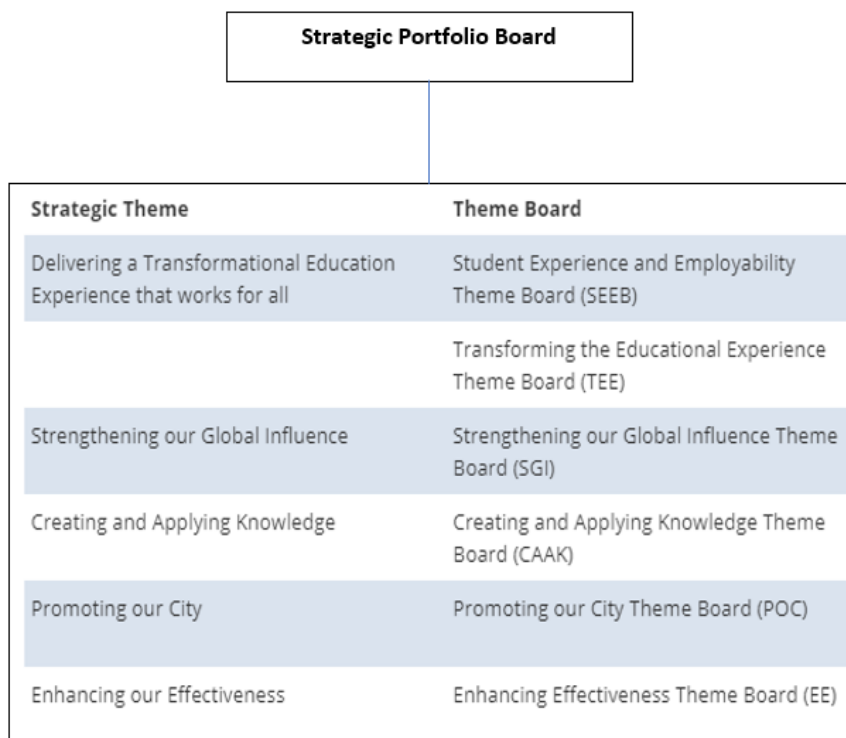 Strategic Portfolio Board
Strategic Theme
Theme Board
Delivering a Transformational Education
Experience that works for all
Student Experience and Employability
Theme Board (SEEB)
Transforming the Educational Experience
Theme Board (TEE)
Strengthening our Global Influence
Strengthening our Global Influence Theme
Board (SGI)
Creating and Applying Knowledge
Creating and Applying Knowledge Theme
Board (CAAK)
Promoting our City
Promoting our City Theme Board (POC)
Enhancing our Effectiveness
Enhancing Effectiveness Theme Board (EE)